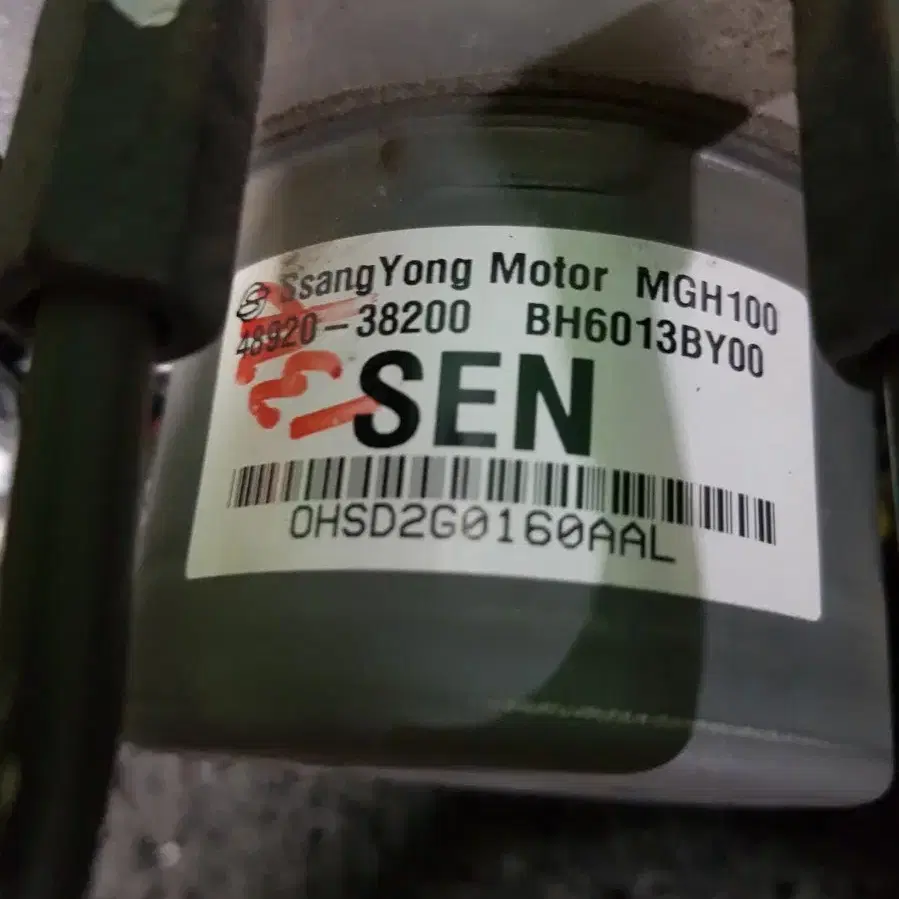 SsangYong Motor MGH100
48920-38200 BH6013BY00
SEN
0HSD2G0160AAL